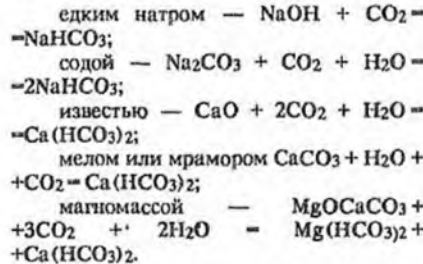 едким натром — NaOH + CO2=
=NaHCO3;
содой — Na2CO3 + CO2 + H2O =
=2NaHCO3;
известью — CaO + 2CO2 + H2O =
=Ca(HCO3)2;
мелом или мрамором CaCO3 + H2O +
+CO2=Ca(HCO3)2;
магномассой — MgOCaCO3 +
+3CO2 + 2H2O = Mg(HCO3)2 +
+Ca(HCO3)2.